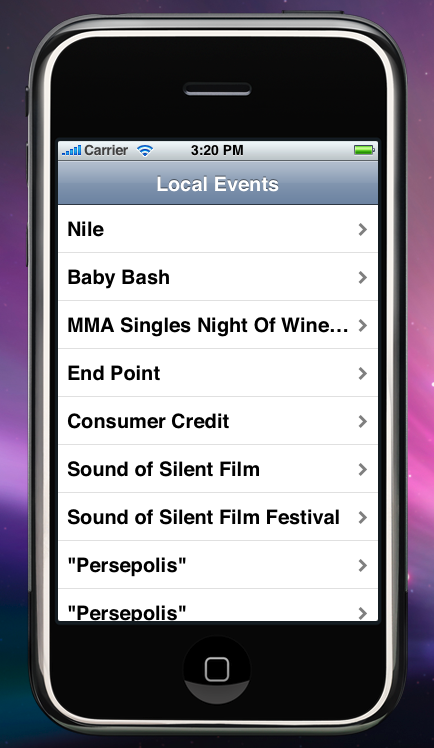 Carrier 3:20 PM
Local Events
Nile
Baby Bash
MMA Singles Night Of Wine…
End Point
Consumer Credit
Sound of Silent Film
Sound of Silent Film Festival
"Persepolis"
"Persepolis"